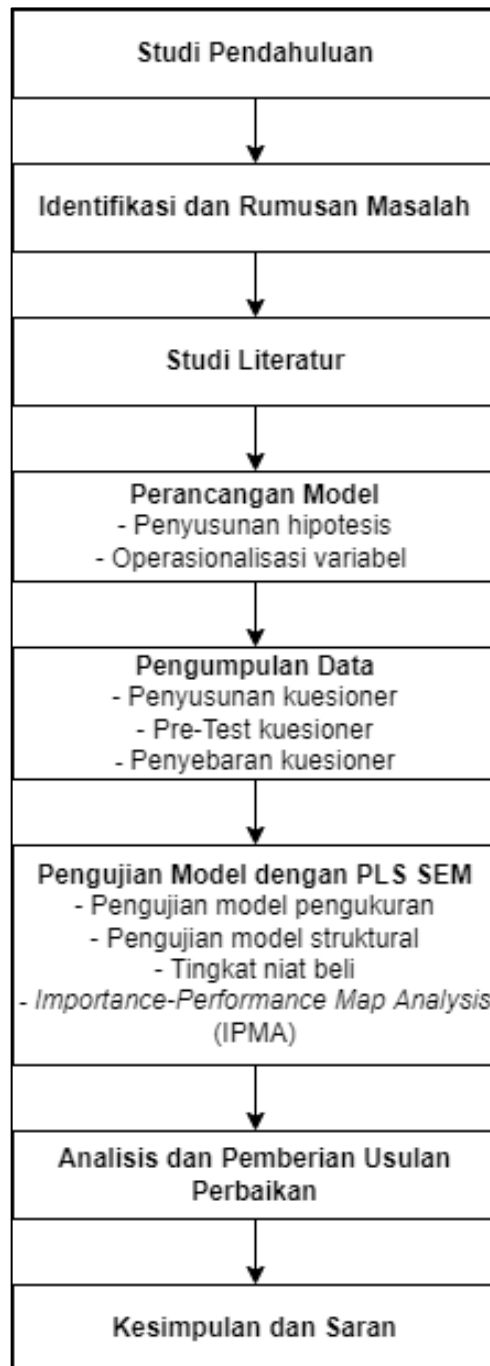 Studi Pendahuluan
Identifikasi dan Rumusan Masalah
Studi Literatur
Perancangan Model
- Penyusunan hipotesis
- Operasionalisasi variabel
Pengumpulan Data
- Penyusunan kuesioner
- Pre-Test kuesioner
- Penyebaran kuesioner
Pengujian Model dengan PLS SEM
- Pengujian model pengukuran
- Pengujian model struktural
- Tingkat niat beli
- Importance-Performance Map Analysis
(IPMA)
Analisis dan Pemberian Usulan
Perbaikan
Kesimpulan dan Saran